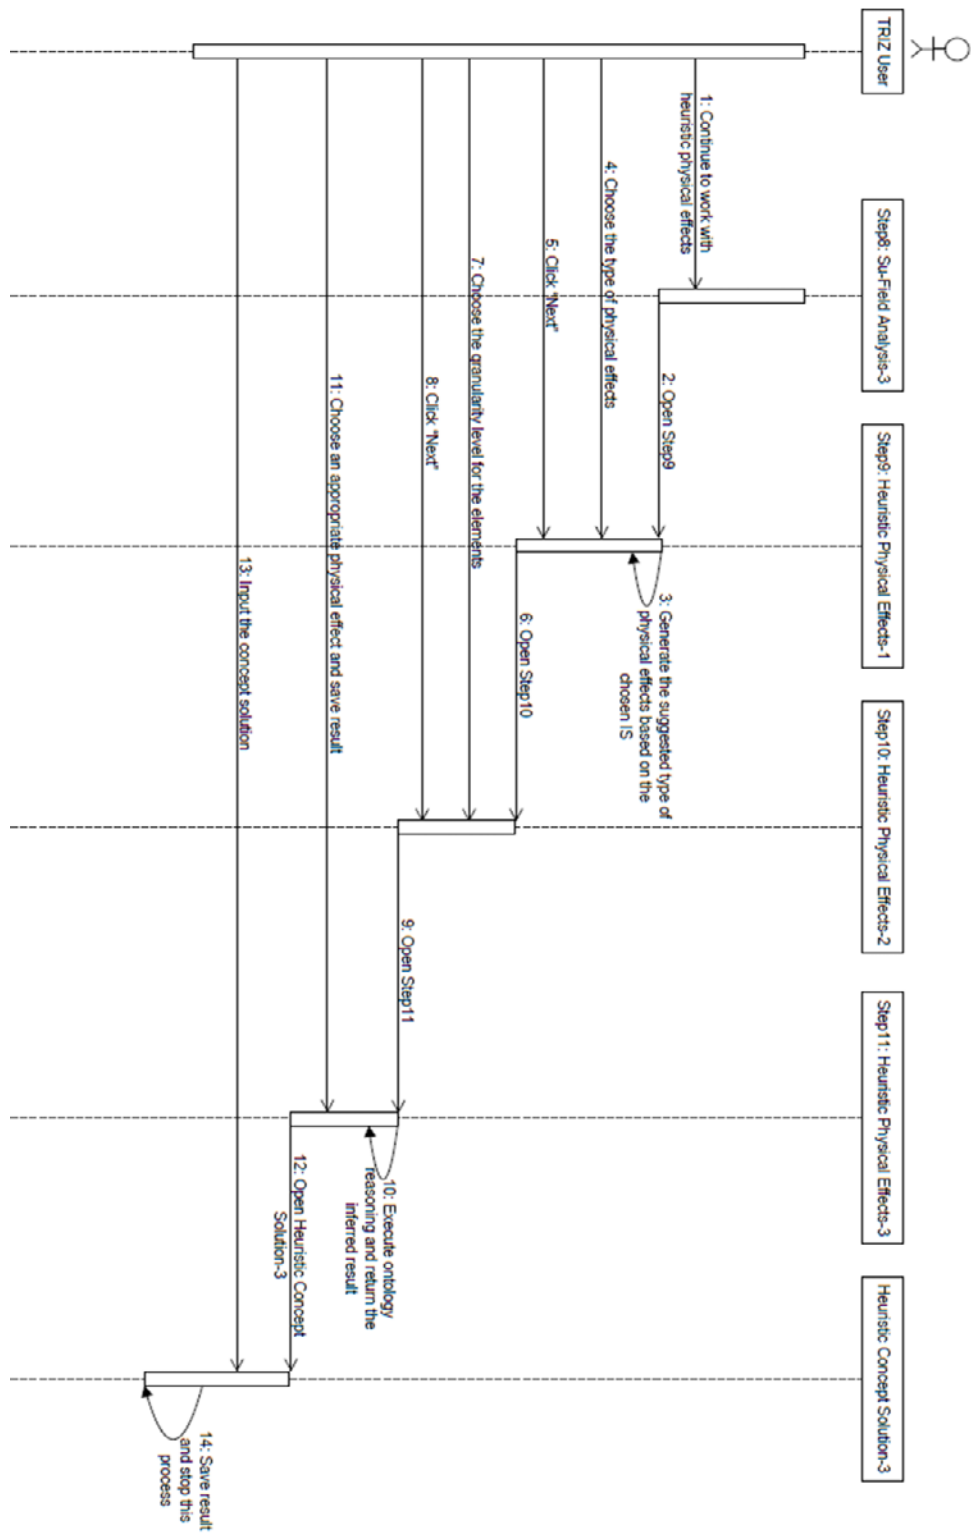 TRIZ User
Step8: Su-Field Analysis-3
Step9: Heuristic Physical Effects-1
Step10: Heuristic Physical Effects-2
Step11: Heuristic Physical Effects-3
Heuristic Concept Solution-3
1: Continue to work with
heuristic physical effects
2: Open Step9
3: Generate the suggested type of
physical effects based on the
chosen IS
4: Choose the type of physical effects
5: Click "Next"
6: Open Step10
7: Choose the granularity level for the elements
8: Click "Next"
9: Open Step11
10: Execute ontology
reasoning and return the
inferred result
11: Choose an appropriate physical effect and save result
12: Open Heuristic Concept
Solution-3
13: Input the concept solution
14: Save result
and stop this
process